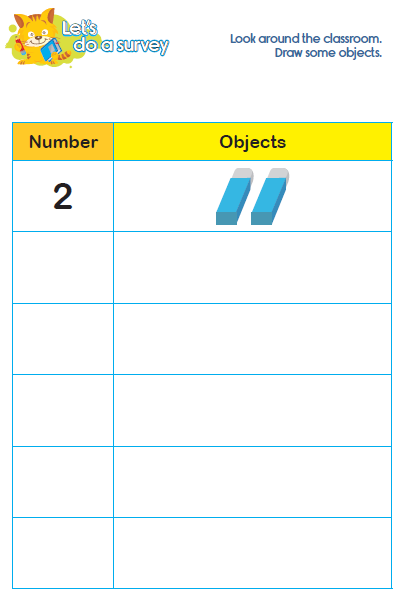 Let's
do a survey
Look around the classroom.
Draw some objects.
Number Objects
2